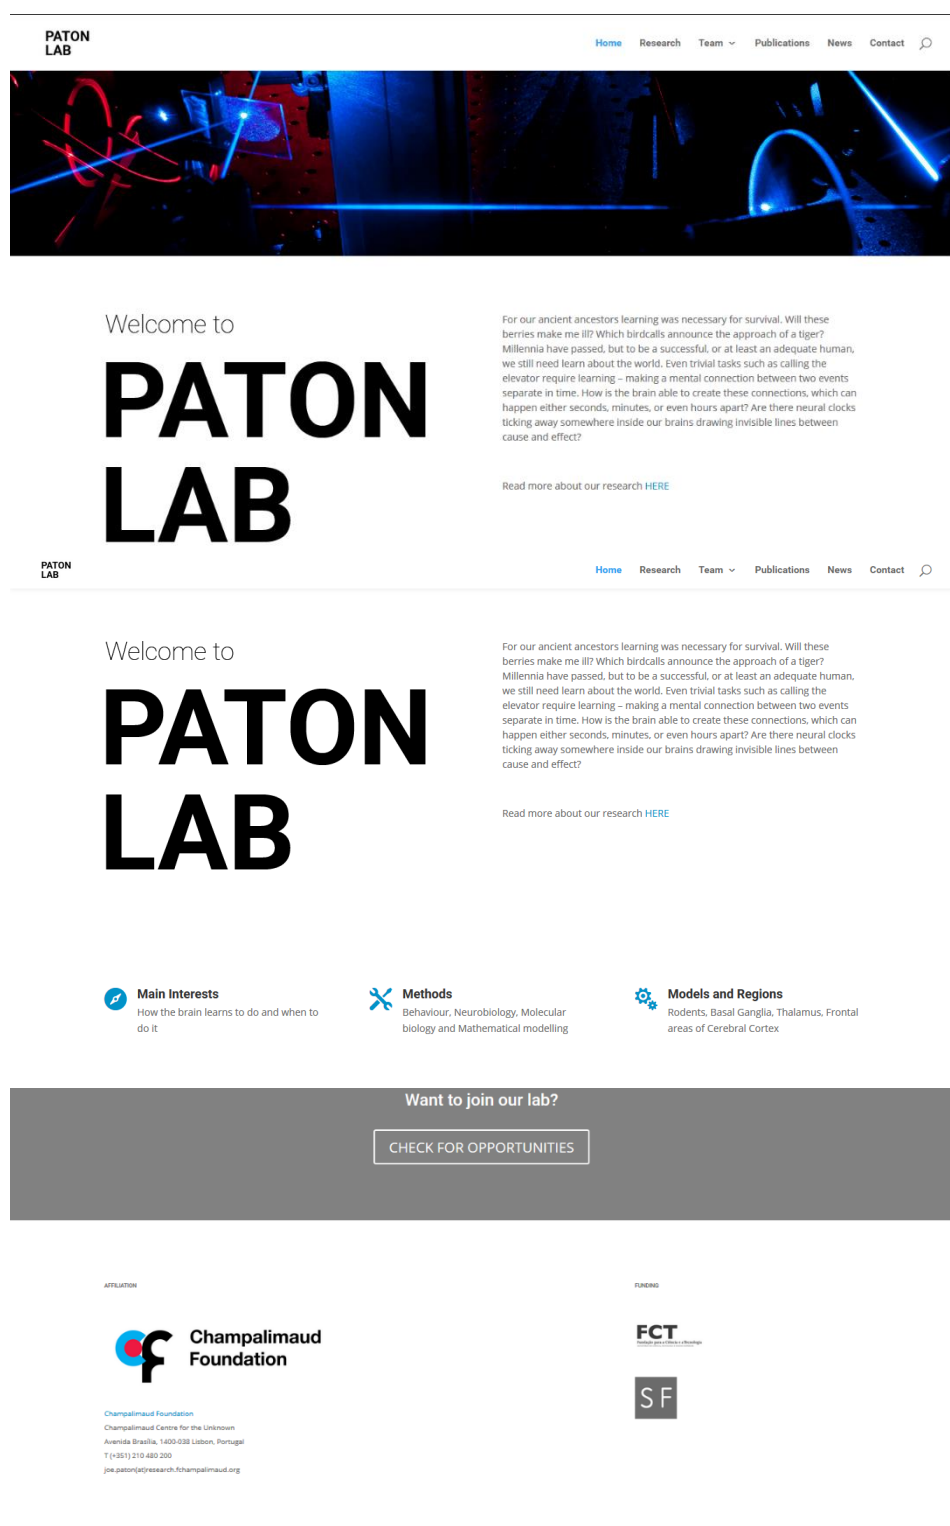 PATON
LAB
Home Research Team Publications News Contact
Welcome to
PATON
LAB
For our ancient ancestors learning was necessary for survival. Will these
berries make me ill? Which birdcalls announce the approach of a tiger?
Millennia have passed, but to be a successful, or at least an adequate human,
we still need learn about the world. Even trivial tasks such as calling the
elevator require learning – making a mental connection between two events
separate in time. How is the brain able to create these connections, which can
happen either seconds, minutes, or even hours apart? Are there neural clocks
ticking away somewhere inside our brains drawing invisible lines between
cause and effect?
Read more about our research HERE
PATON
LAB
Home Research Team Publications News Contact
Welcome to
PATON
LAB
For our ancient ancestors learning was necessary for survival. Will these
berries make me ill? Which birdcalls announce the approach of a tiger?
Millennia have passed, but to be a successful, or at least an adequate human,
we still need learn about the world. Even trivial tasks such as calling the
elevator require learning – making a mental connection between two events
separate in time. How is the brain able to create these connections, which can
happen either seconds, minutes, or even hours apart? Are there neural clocks
ticking away somewhere inside our brains drawing invisible lines between
cause and effect?
Read more about our research HERE
Main Interests
How the brain learns to do and when to
do it
Methods
Behaviour, Neurobiology, Molecular
biology and Mathematical modelling
Models and Regions
Rodents, Basal Ganglia, Thalamus, Frontal
areas of Cerebral Cortex
Want to join our lab?
CHECK FOR OPPORTUNITIES
AFFILIATION
Champalimaud
Foundation
Champalimaud Foundation
Champalimaud Centre for the Unknown
Avenida Brasília, 1400-038 Lisbon, Portugal
T (+351) 210 480 200
joe.paton[at]research.fchampalimaud.org
FUNDING
FCT
Fundação para a Ciência e a Tecnologia
SF